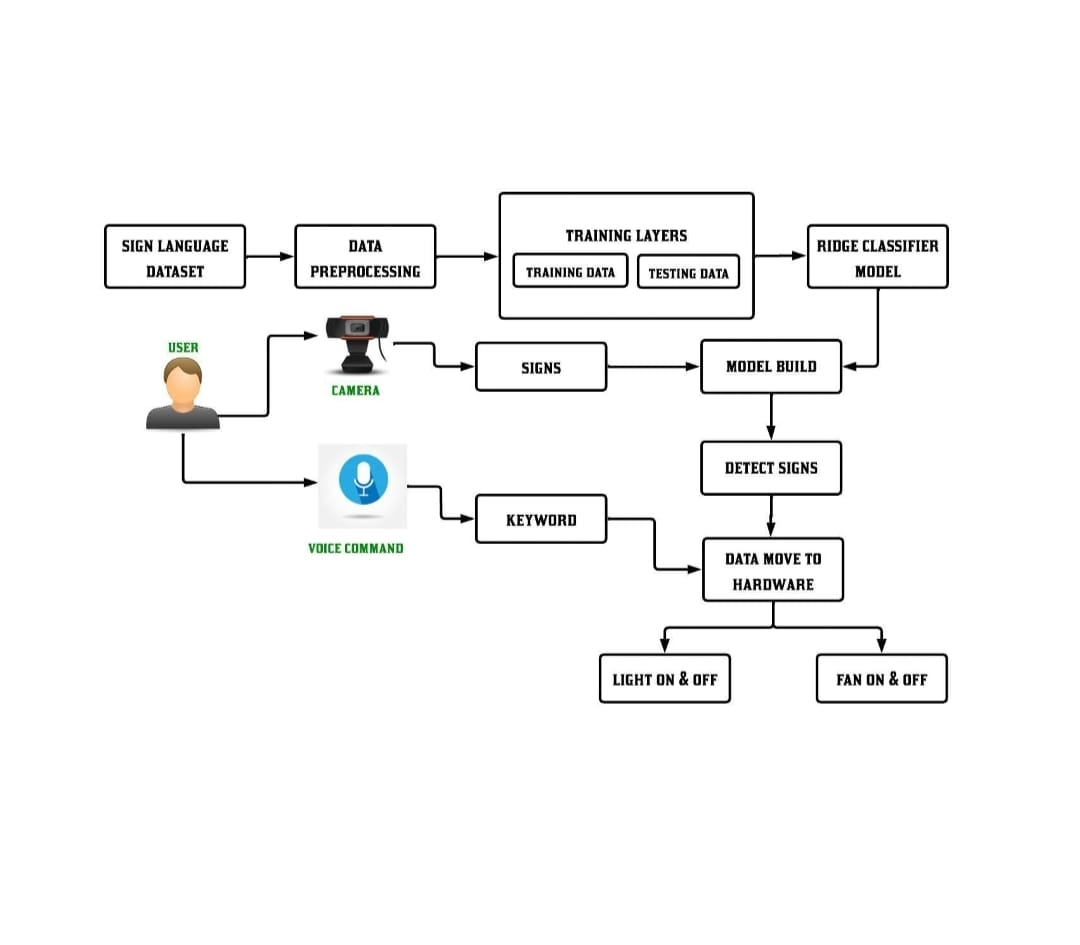 SIGN LANGUAGE
DATASET
DATA
PREPROCESSING
TRAINING LAYERS
TRAINING DATA
TESTING DATA
RIDGE CLASSIFIER
MODEL
USER
CAMERA
SIGNS
MODEL BUILD
DETECT SIGNS
VOICE COMMAND
KEYWORD
DATA MOVE TO
HARDWARE
LIGHT ON & OFF
FAN ON & OFF